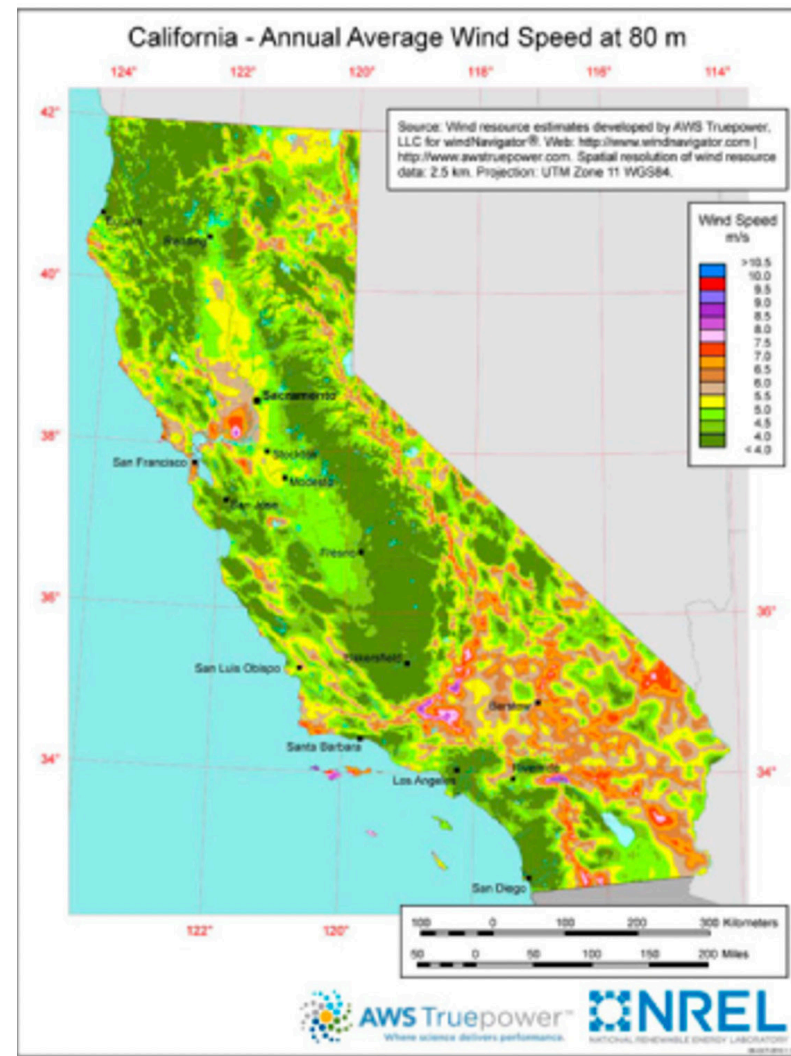 California - Annual Average Wind Speed at 80 m
124° 122° 120° 118° 116° 114°
42°
Source: Wind resource estimates developed by AWS Truepower,
LLC for windNavigator®. Web: http://www.windnavigator.com |
http://www.awstruepower.com. Spatial resolution of wind resource
data: 2.5 km. Projection: UTM Zone 11 WGS84.
Wind Speed
m/s
>10.5
10.0
9.5
9.0
8.5
8.0
7.5
7.0
6.5
6.0
5.5
5.0
4.5
4.0
< 4.0
Eureka
Redding
40°
Sacramento
38°
Stockton
San Francisco
Modesto
San Jose
Fresno
36° 36°
Bakersfield
San Luis Obispo
Barstow
Santa Barbara
34° 34°
Los Angeles
Riverside
San Diego
122° 120°
100 0 100 200 300 Kilometers
50 0 50 100 150 200 Miles
AWS Truepower™
Where science delivers performance.
NREL
NATIONAL RENEWABLE ENERGY LABORATORY